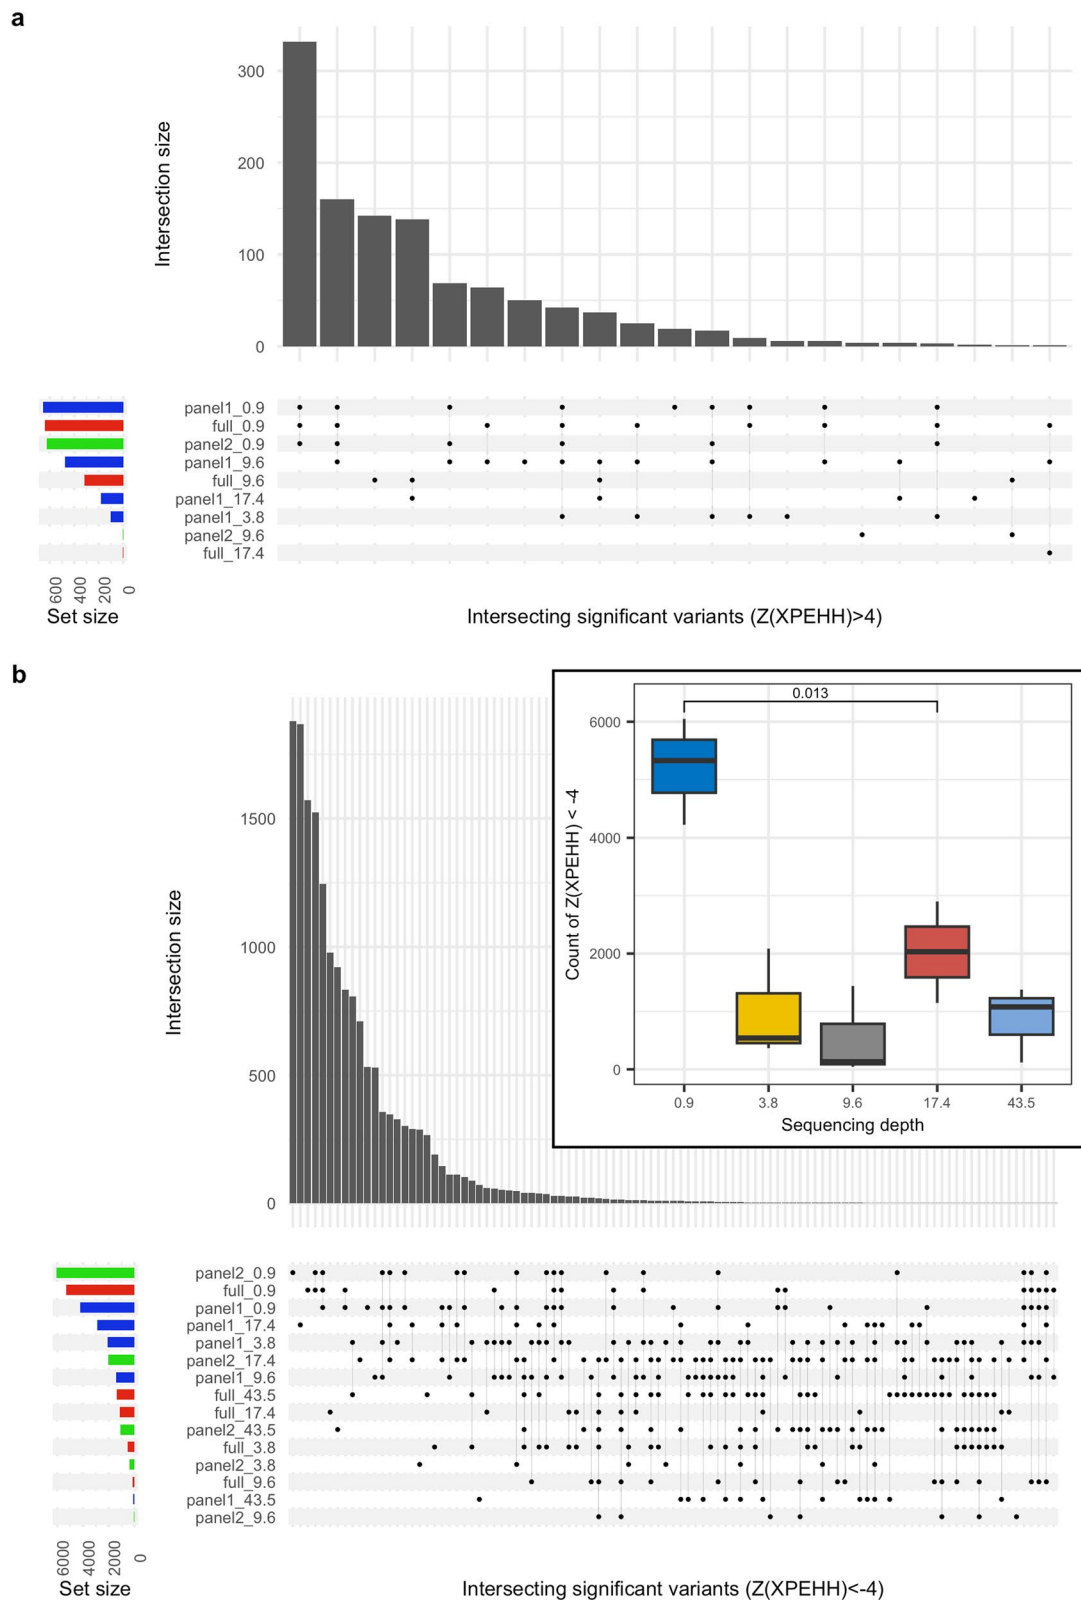 a
Intersection size
300
200
100
0
panel1_0.9
full_0.9
panel2_0.9
panel1_9.6
full_9.6
panel1_17.4
panel1_3.8
panel2_9.6
full_17.4
600
400
200
0
Set size
Intersecting significant variants (Z(XPEHH)>4)
b
Intersection size
1500
1000
500
0
Count of Z(XPEHH) < -4
6000
4000
2000
0
0.013
0.9 3.8 9.6 17.4 43.5
Sequencing depth
panel2_0.9
full_0.9
panel1_0.9
panel1_17.4
panel1_3.8
panel2_17.4
panel1_9.6
full_43.5
full_17.4
panel2_43.5
full_3.8
panel2_3.8
full_9.6
panel1_43.5
panel2_9.6
6000
4000
2000
0
Set size
Intersecting significant variants (Z(XPEHH)<-4)